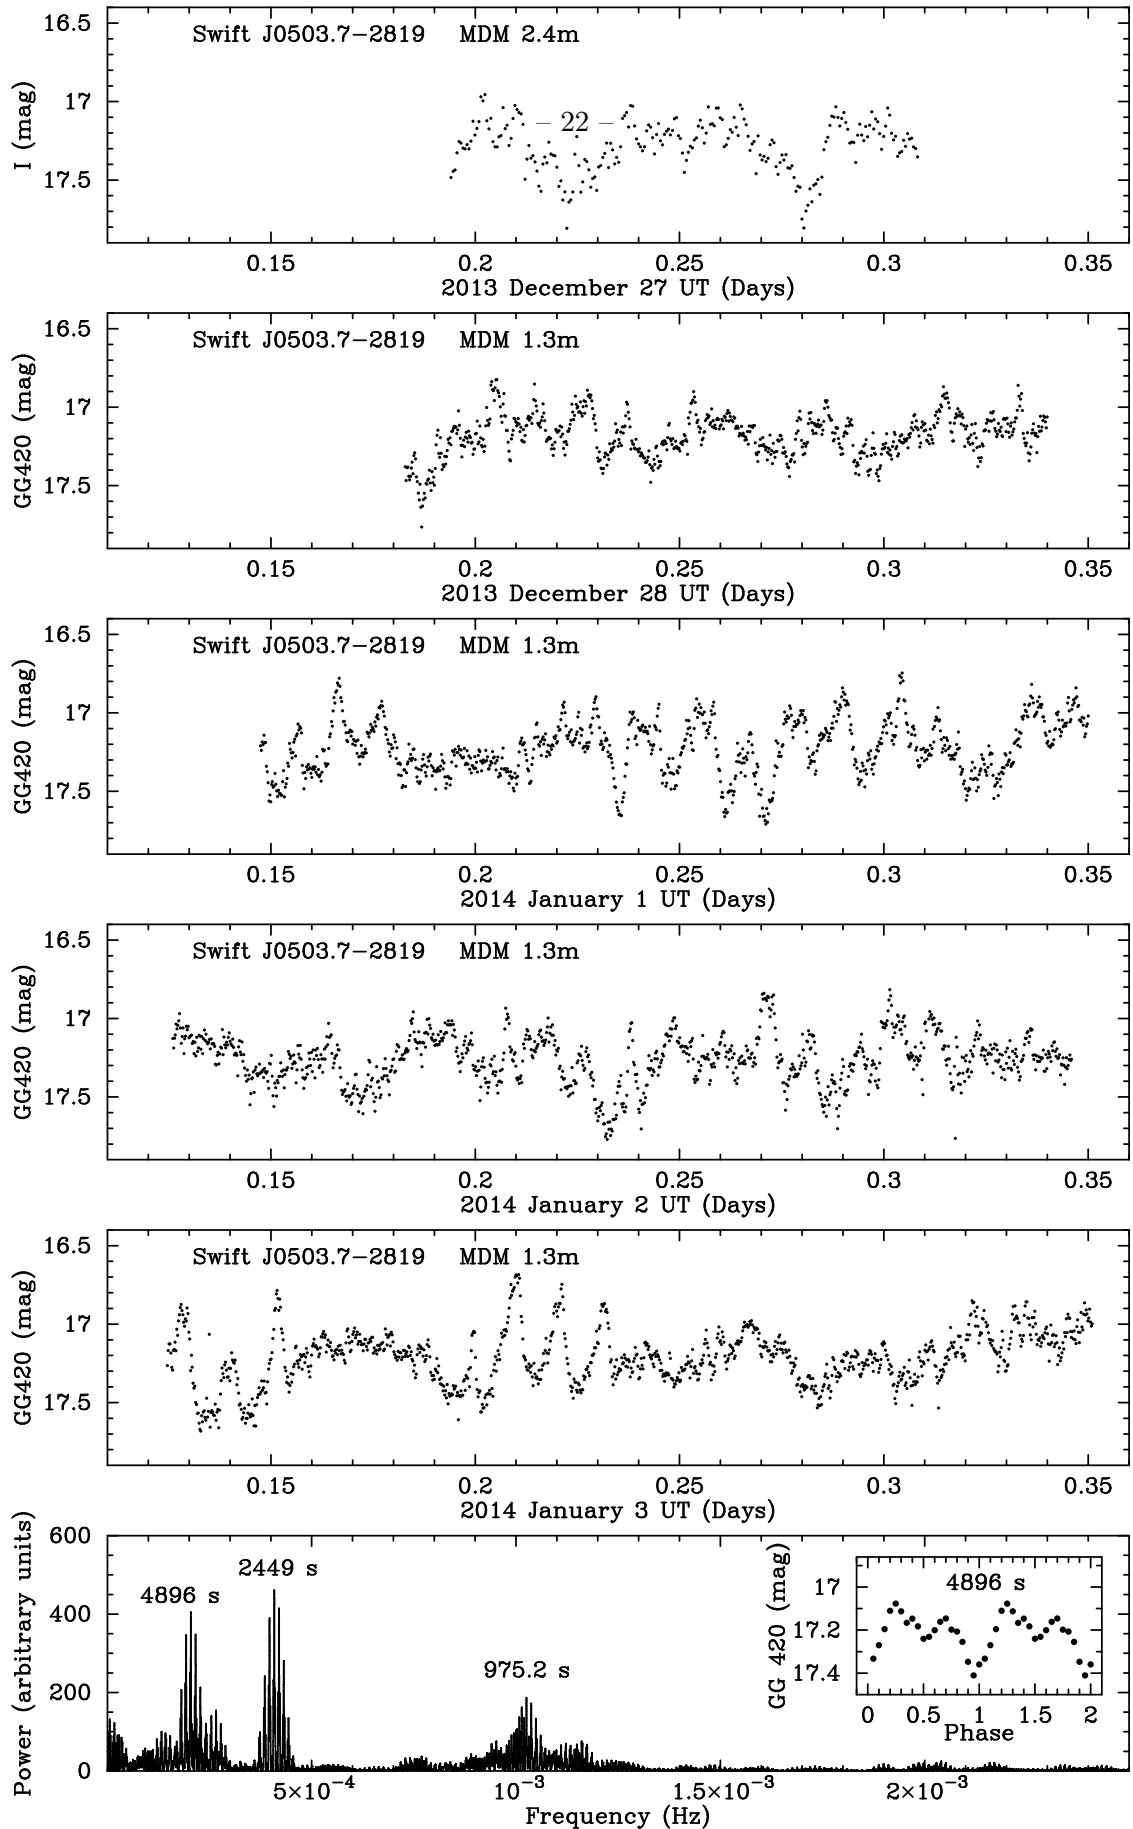 Swift J0503.7−2819 MDM 2.4m
16.5
17
17.5
I (mag)
– 22 –
0.15 0.2 0.25 0.3 0.35
2013 December 27 UT (Days)
Swift J0503.7−2819 MDM 1.3m
16.5
17
17.5
GG420 (mag)
0.15 0.2 0.25 0.3 0.35
2013 December 28 UT (Days)
Swift J0503.7−2819 MDM 1.3m
16.5
17
17.5
GG420 (mag)
0.15 0.2 0.25 0.3 0.35
2014 January 1 UT (Days)
Swift J0503.7−2819 MDM 1.3m
16.5
17
17.5
GG420 (mag)
0.15 0.2 0.25 0.3 0.35
2014 January 2 UT (Days)
Swift J0503.7−2819 MDM 1.3m
16.5
17
17.5
GG420 (mag)
0.15 0.2 0.25 0.3 0.35
2014 January 3 UT (Days)
600
400
200
0
Power (arbitrary units)
4896 s
2449 s
975.2 s
5×10⁻⁴ 10⁻³ 1.5×10⁻³ 2×10⁻³
Frequency (Hz)
4896 s
17
17.2
17.4
GG 420 (mag)
0 0.5 1 1.5 2
Phase